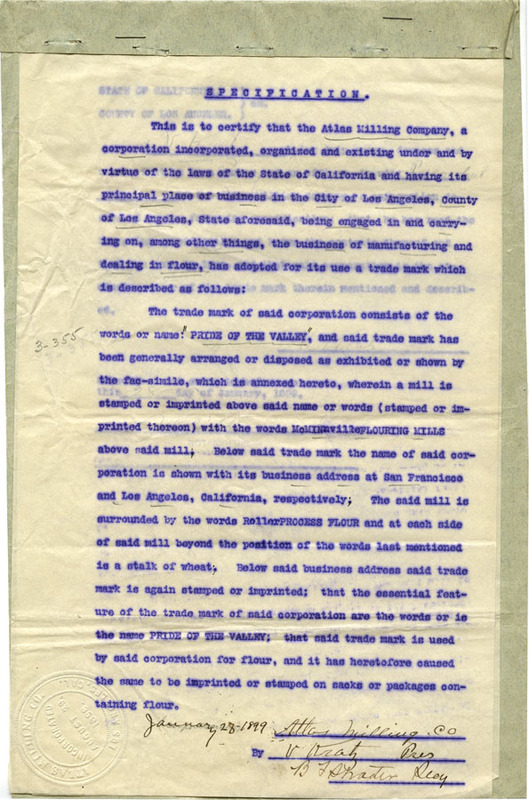 STATE OF CALIFORNIA
COUNTY OF LOS ANGELES. ) ss.
SPECIFICATION.
This is to certify that the Atlas Milling Company, a
corporation incorporated, organized and existing under and by
virtue of the laws of the State of California and having its
principal place of business in the City of Los Angeles, County
of Los Angeles, State aforesaid, being engaged in and carry-
ing on, among other things, the business of manufacturing and
dealing in flour, has adopted for its use a trade mark which
is described as follows:
The trade mark of said corporation consists of the
words or name "PRIDE OF THE VALLEY", and said trade mark has
3-355
been generally arranged or disposed as exhibited or shown by
the fac-simile, which is annexed hereto, wherein a mill is
stamped or imprinted above said name or words (stamped or im-
printed thereon) with the words McMINnvilleFLOURING MILLS
above said mill; Below said trade mark the name of said cor-
poration is shown with its business address at San Francisco
and Los Angeles, California, respectively; The said mill is
surrounded by the words RollerPROCESS FLOUR and at each side
of said mill beyond the position of the words last mentioned
is a stalk of wheat; Below said business address said trade
mark is again stamped or imprinted; that the essential feat-
ure of the trade mark of said corporation are the words or is
the name PRIDE OF THE VALLEY; that said trade mark is used
by said corporation for flour, and it has heretofore caused
the same to be imprinted or stamped on sacks or packages con-
taining flour.
January 28-1899 Atlas Milling Co
By Pres
Secy